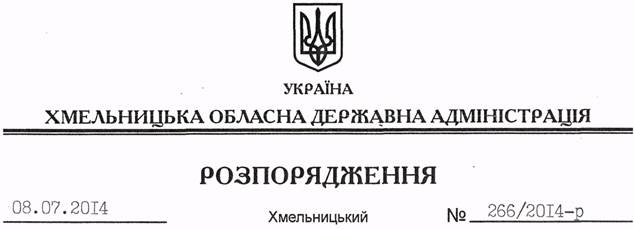 УКРАЇНА
ХМЕЛЬНИЦЬКА ОБЛАСНА ДЕРЖАВНА АДМІНІСТРАЦІЯ
РОЗПОРЯДЖЕННЯ
08.07.2014 Хмельницький № 266/2014-р